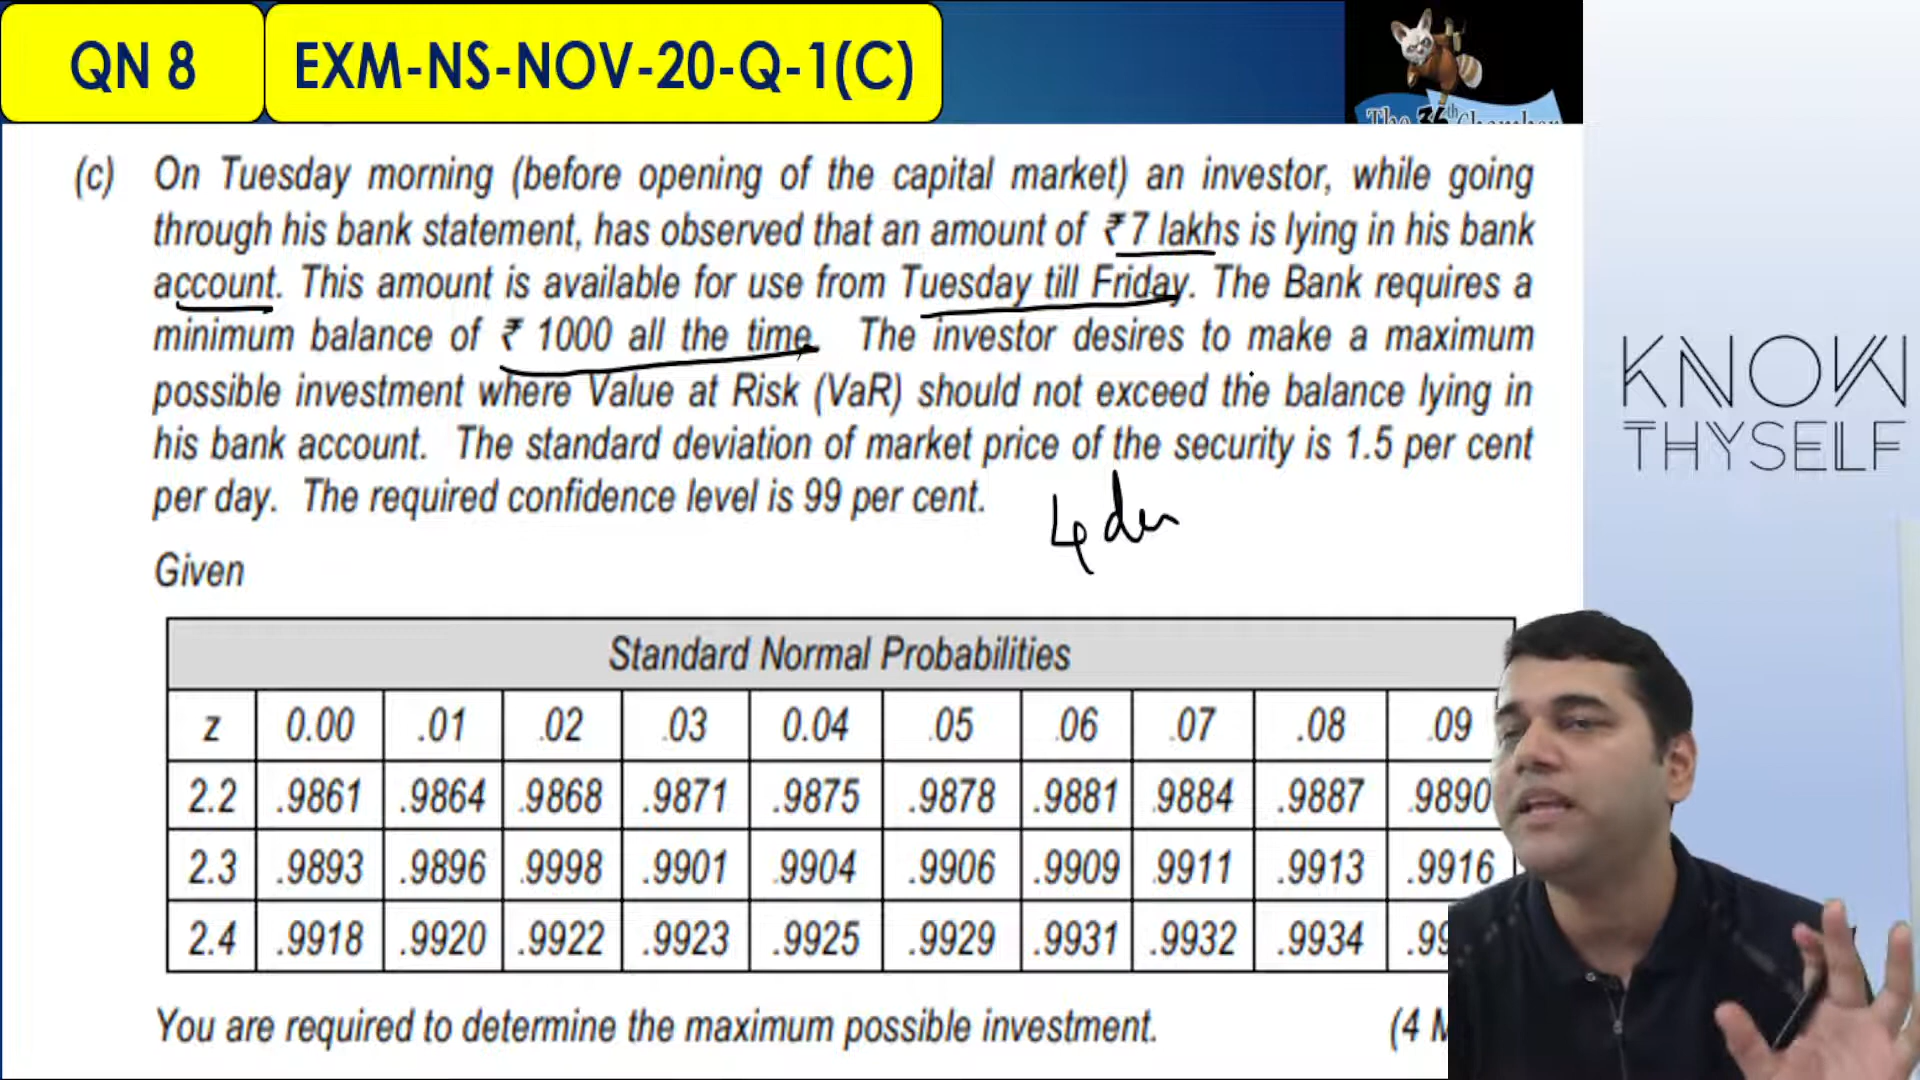 QN 8
EXM-NS-NOV-20-Q-1(C)
The 36th Chamber
(c) On Tuesday morning (before opening of the capital market) an investor, while going
through his bank statement, has observed that an amount of ₹ 7 lakhs is lying in his bank
account. This amount is available for use from Tuesday till Friday. The Bank requires a
minimum balance of ₹ 1000 all the time. The investor desires to make a maximum
possible investment where Value at Risk (VaR) should not exceed the balance lying in
his bank account. The standard deviation of market price of the security is 1.5 per cent
per day. The required confidence level is 99 per cent.
KNOW
THYSELF
4
Given
Standard Normal Probabilities
z 0.00 .01 .02 .03 0.04 .05 .06 .07 .08 .09
2.2 .9861 .9864 .9868 .9871 .9875 .9878 .9881 .9884 .9887 .9890
2.3 .9893 .9896 .9998 .9901 .9904 .9906 .9909 .9911 .9913 .9916
2.4 .9918 .9920 .9922 .9923 .9925 .9929 .9931 .9932 .9934
You are required to determine the maximum possible investment. (4